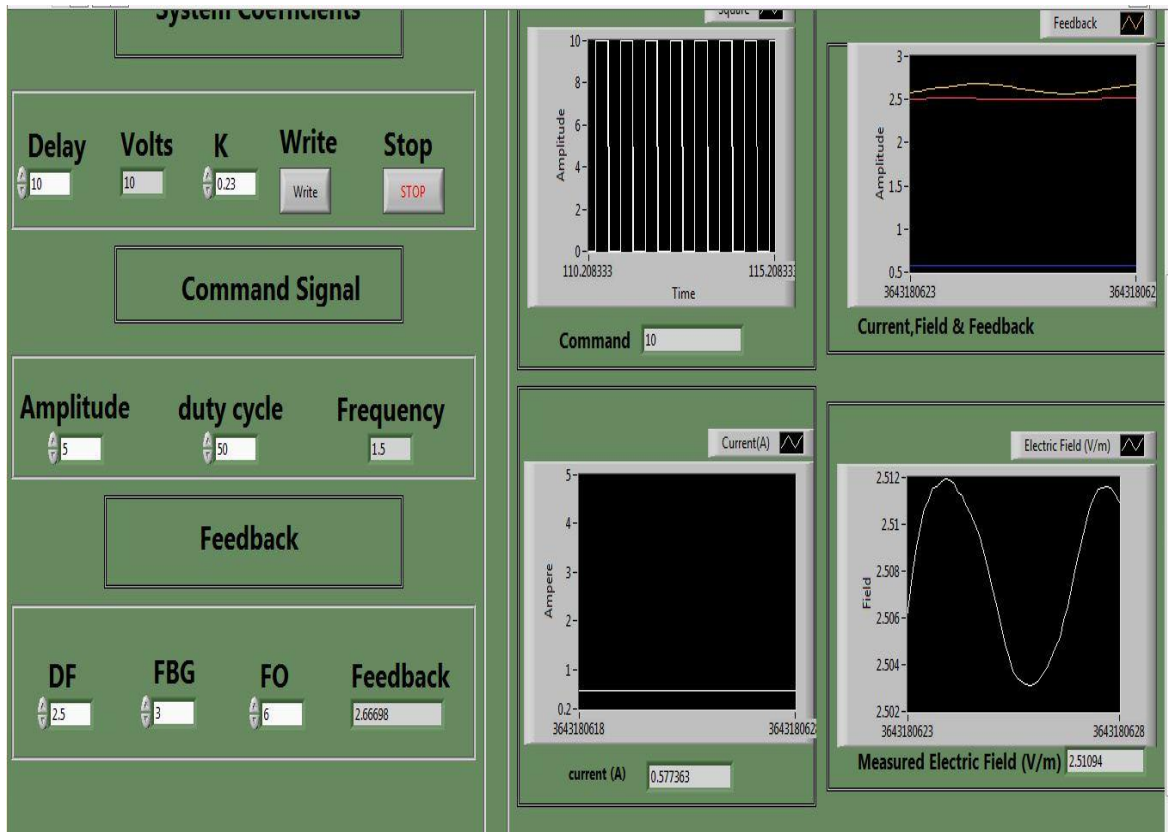 System Coefficients
Delay Volts K Write Stop
10 10 0.23 Write STOP
Command Signal
Amplitude duty cycle Frequency
5 50 1.5
Feedback
DF FBG FO Feedback
2.5 3 6 2.66698
Square
10
8
6
4
2
0
Amplitude
110.208333 115.208333
Time
Command 10
Feedback
3
2.5
2
1.5
1
0.5
Amplitude
3643180623 364318062
Current,Field & Feedback
Current(A)
5
4
3
2
1
0.2
Ampere
3643180618 364318062
current (A) 0.577363
Electric Field (V/m)
2.512
2.51
2.508
2.506
2.504
2.502
Field
3643180623 3643180628
Measured Electric Field (V/m) 2.51094